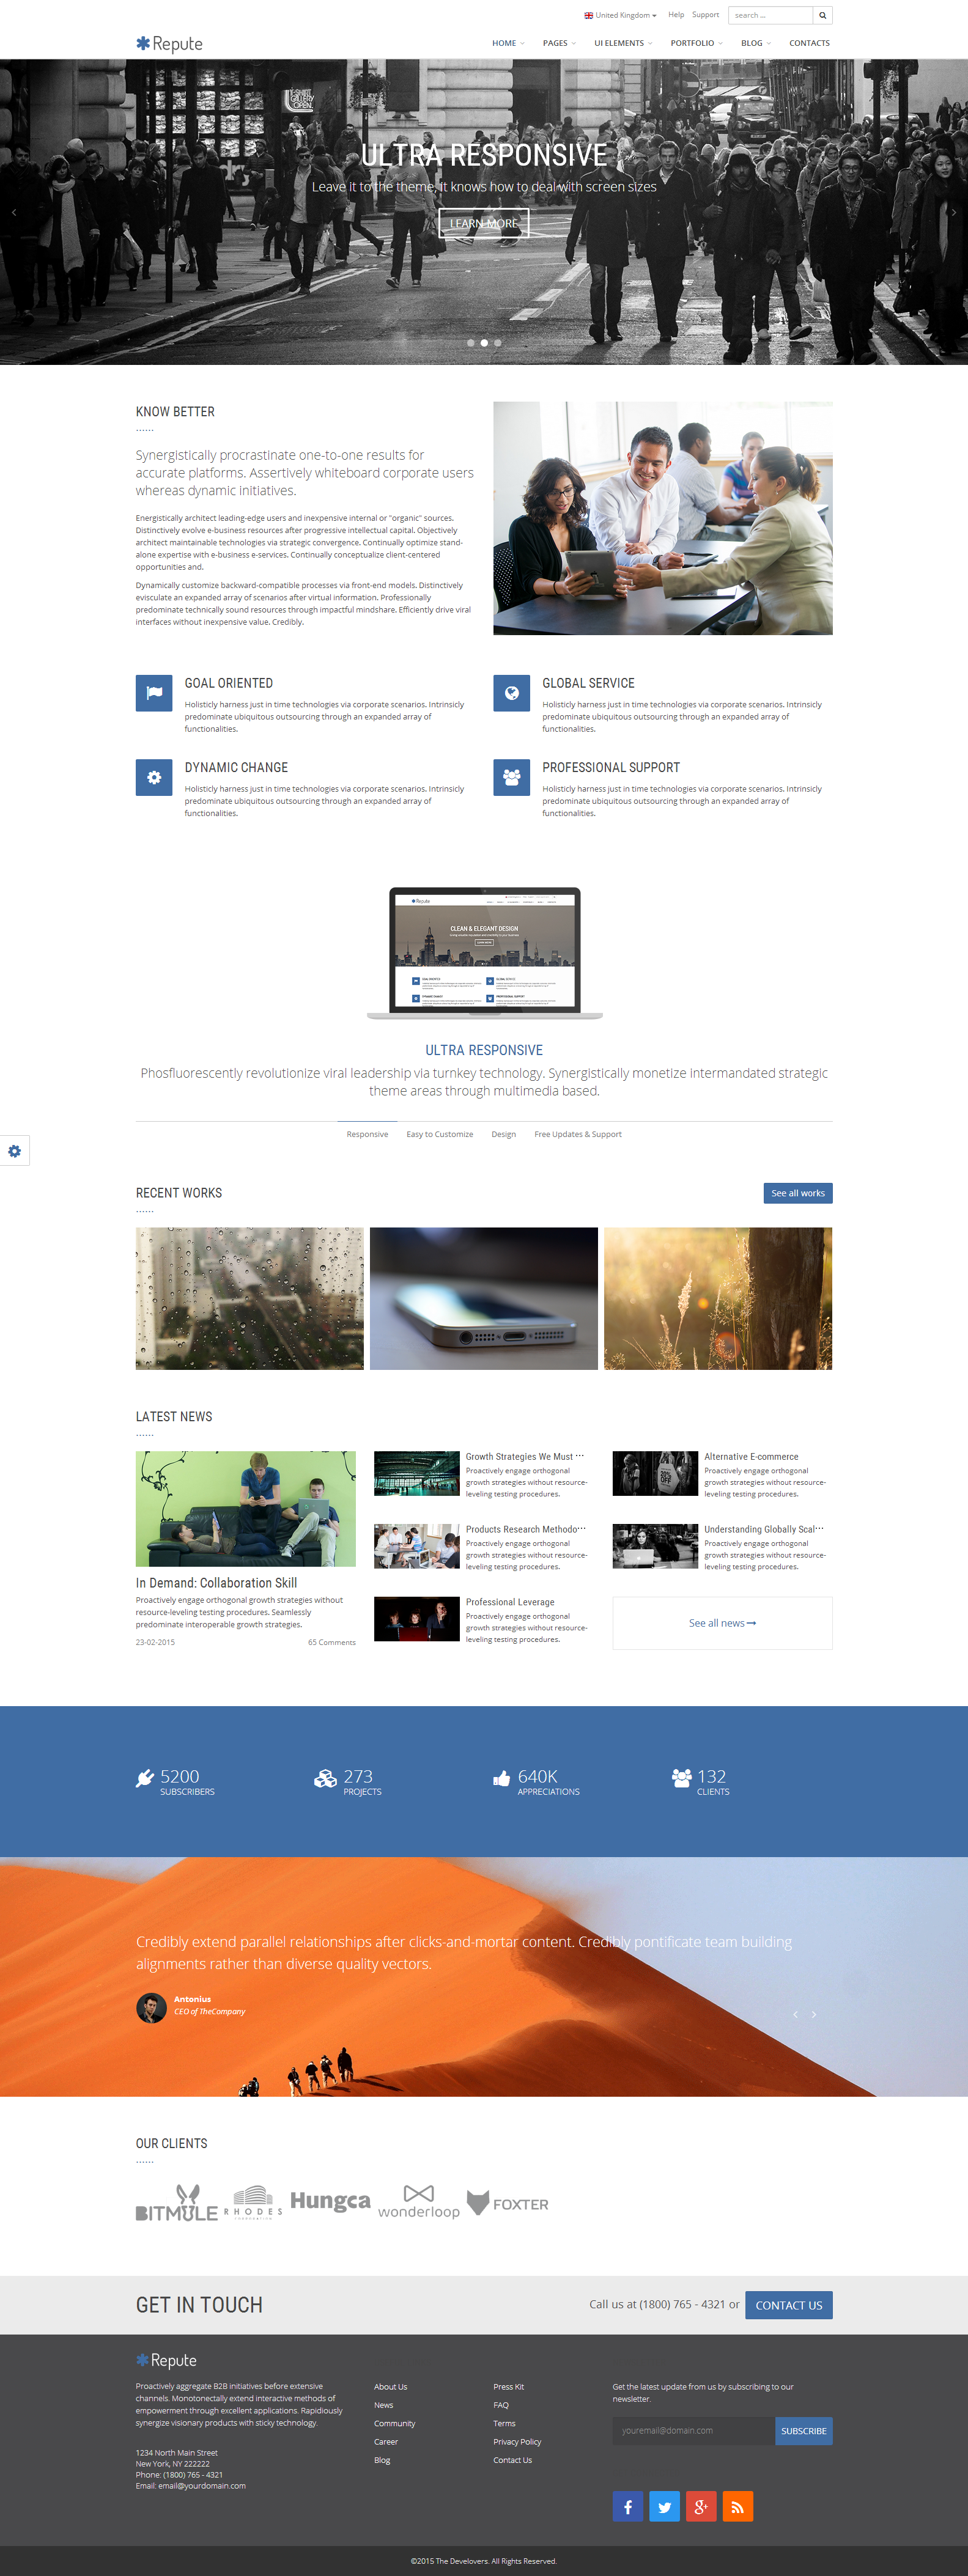 United Kingdom Help Support search ...
Repute
HOME PAGES UI ELEMENTS PORTFOLIO BLOG CONTACTS
GALLERY
OPEN
ULTRA RESPONSIVE
Leave it to the theme, it knows how to deal with screen sizes
LEARN MORE
KNOW BETTER
Synergistically procrastinate one-to-one results for
accurate platforms. Assertively whiteboard corporate users
whereas dynamic initiatives.
Energistically architect leading-edge users and inexpensive internal or "organic" sources.
Distinctively evolve e-business resources after progressive intellectual capital. Objectively
architect maintainable technologies via strategic convergence. Continually optimize stand-
alone expertise with e-business e-services. Continually conceptualize client-centered
opportunities and.
Dynamically customize backward-compatible processes via front-end models. Distinctively
evisculate an expanded array of scenarios after virtual information. Professionally
predominate technically sound resources through impactful mindshare. Efficiently drive viral
interfaces without inexpensive value. Credibly.
GOAL ORIENTED
Holisticly harness just in time technologies via corporate scenarios. Intrinsicly
predominate ubiquitous outsourcing through an expanded array of
functionalities.
GLOBAL SERVICE
Holisticly harness just in time technologies via corporate scenarios. Intrinsicly
predominate ubiquitous outsourcing through an expanded array of
functionalities.
DYNAMIC CHANGE
Holisticly harness just in time technologies via corporate scenarios. Intrinsicly
predominate ubiquitous outsourcing through an expanded array of
functionalities.
PROFESSIONAL SUPPORT
Holisticly harness just in time technologies via corporate scenarios. Intrinsicly
predominate ubiquitous outsourcing through an expanded array of
functionalities.
Repute
CLEAN & ELEGANT DESIGN
LEARN MORE
GOAL ORIENTED
GLOBAL SERVICE
DYNAMIC CHANGE
PROFESSIONAL SUPPORT
ULTRA RESPONSIVE
Phosfluorescently revolutionize viral leadership via turnkey technology. Synergistically monetize intermandated strategic
theme areas through multimedia based.
Responsive Easy to Customize Design Free Updates & Support
RECENT WORKS
See all works
LATEST NEWS
In Demand: Collaboration Skill
Proactively engage orthogonal growth strategies without
resource-leveling testing procedures. Seamlessly
predominate interoperable growth strategies.
23-02-2015 65 Comments
Growth Strategies We Must ...
Proactively engage orthogonal
growth strategies without resource-
leveling testing procedures.
Products Research Methodo...
Proactively engage orthogonal
growth strategies without resource-
leveling testing procedures.
Professional Leverage
Proactively engage orthogonal
growth strategies without resource-
leveling testing procedures.
Alternative E-commerce
Proactively engage orthogonal
growth strategies without resource-
leveling testing procedures.
Understanding Globally Scal...
Proactively engage orthogonal
growth strategies without resource-
leveling testing procedures.
See all news
5200
SUBSCRIBERS
273
PROJECTS
640K
APPRECIATIONS
132
CLIENTS
Credibly extend parallel relationships after clicks-and-mortar content. Credibly pontificate team building
alignments rather than diverse quality vectors.
Antonius
CEO of TheCompany
OUR CLIENTS
BITMULE
RHODES
Hungca
wonderloop
FOXTER
GET IN TOUCH
Call us at (1800) 765 - 4321 or CONTACT US
Repute
Proactively aggregate B2B initiatives before extensive
channels. Monotonectally extend interactive methods of
empowerment through excellent applications. Rapidiously
synergize visionary products with sticky technology.
1234 North Main Street
New York, NY 222222
Phone: (1800) 765 - 4321
Email: email@yourdomain.com
About Us
News
Community
Career
Blog
Press Kit
FAQ
Terms
Privacy Policy
Contact Us
Get the latest update from us by subscribing to our
newsletter.
youremail@domain.com SUBSCRIBE
©2015 The Develovers. All Rights Reserved.